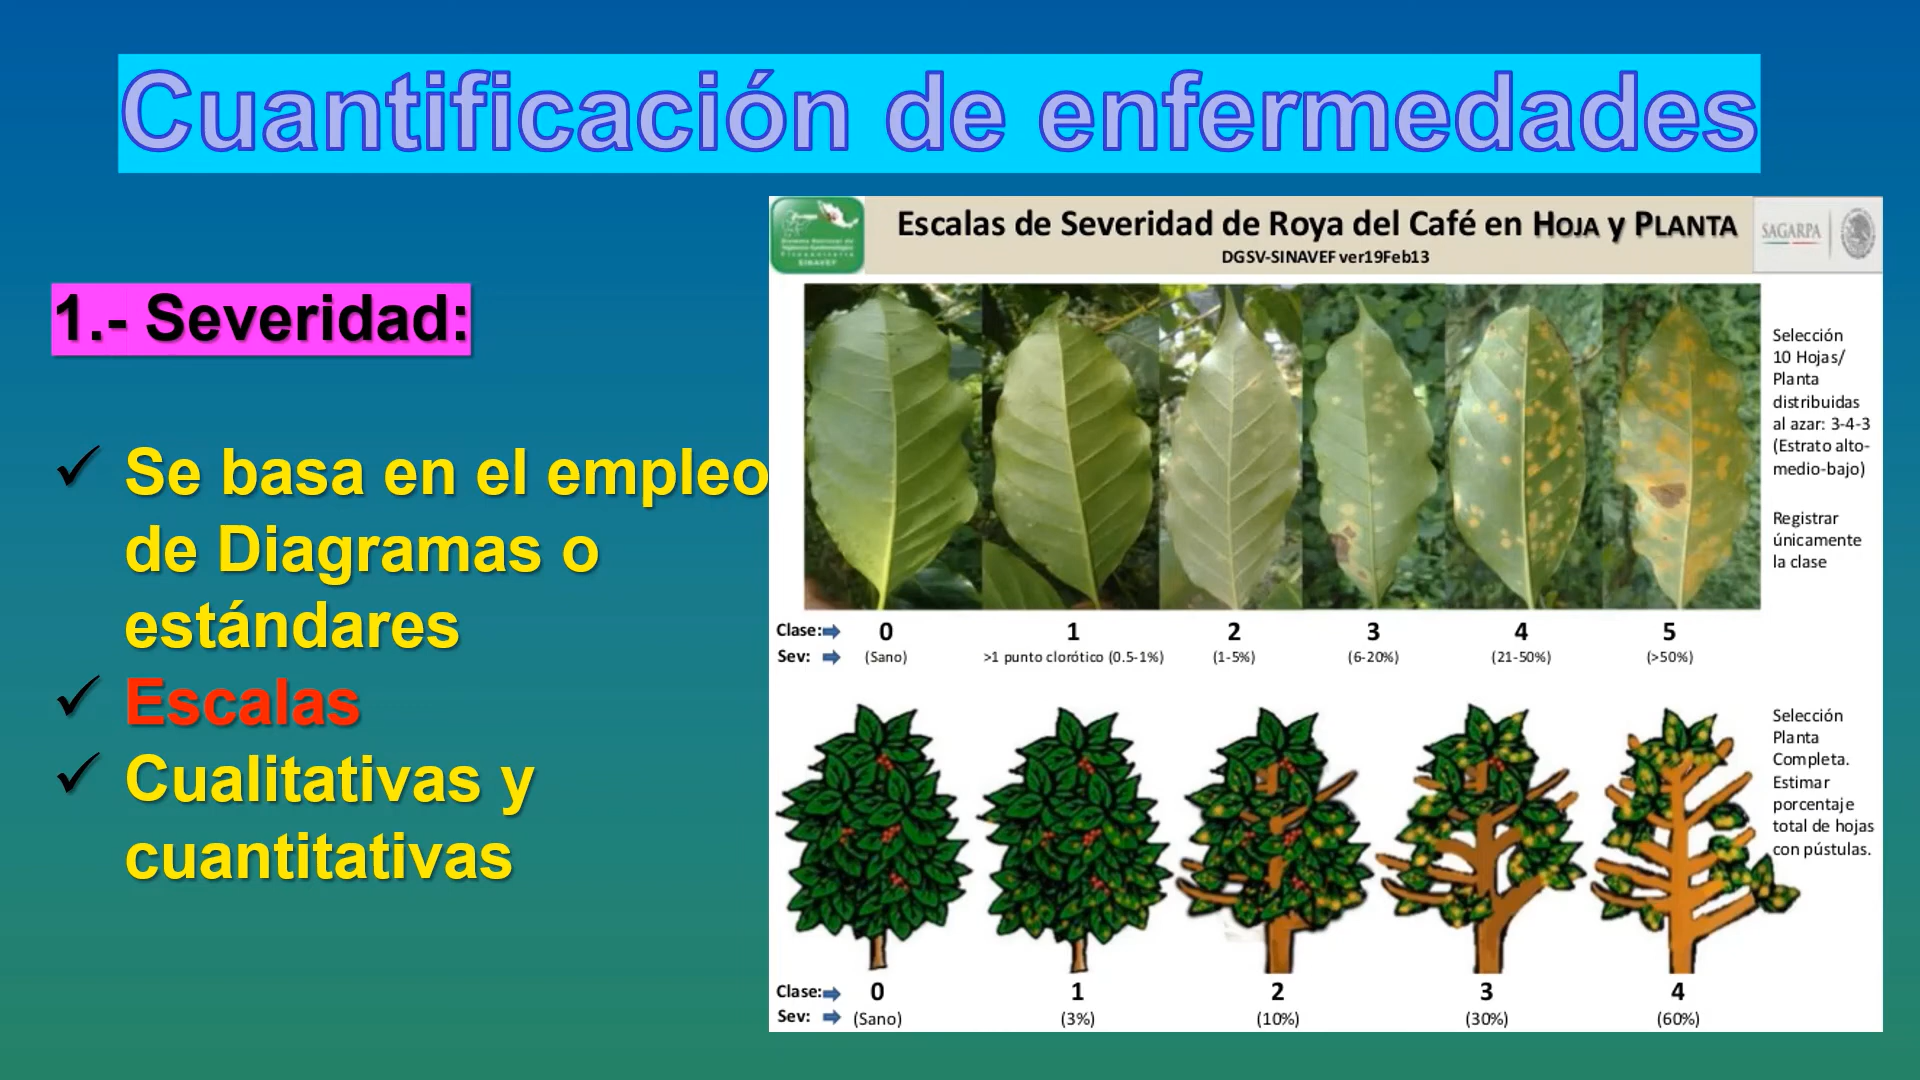 Cuantificación de enfermedades
1.- Severidad:
Se basa en el empleo
de Diagramas o
estándares
Escalas
Cualitativas y
cuantitativas
Escalas de Severidad de Roya del Café en HOJA y PLANTA
DGSV-SINAVEF ver19Feb13
SINAVEF
SAGARPA
Selección
10 Hojas/
Planta
distribuidas
al azar: 3-4-3
(Estrato alto-
medio-bajo)
Registrar
únicamente
la clase
Clase: 0 1 2 3 4 5
Sev: (Sano) >1 punto clorótico (0.5-1%) (1-5%) (6-20%) (21-50%) (>50%)
Selección
Planta
Completa.
Estimar
porcentaje
total de hojas
con pústulas.
Clase: 0 1 2 3 4
Sev: (Sano) (3%) (10%) (30%) (60%)